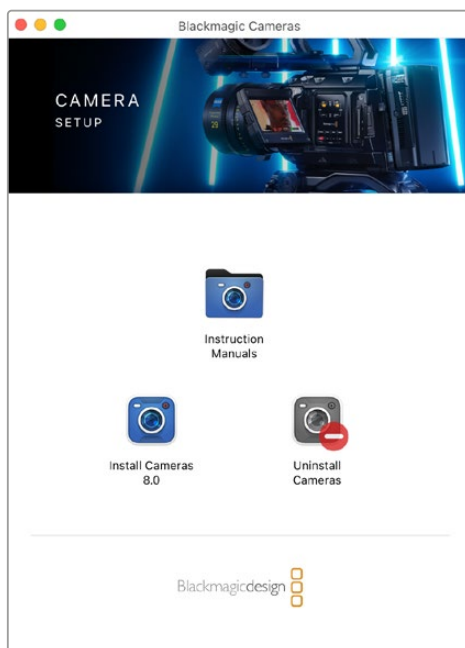 Blackmagic Cameras
CAMERA
SETUP
Instruction
Manuals
Install Cameras
8.0
Uninstall
Cameras
Blackmagicdesign